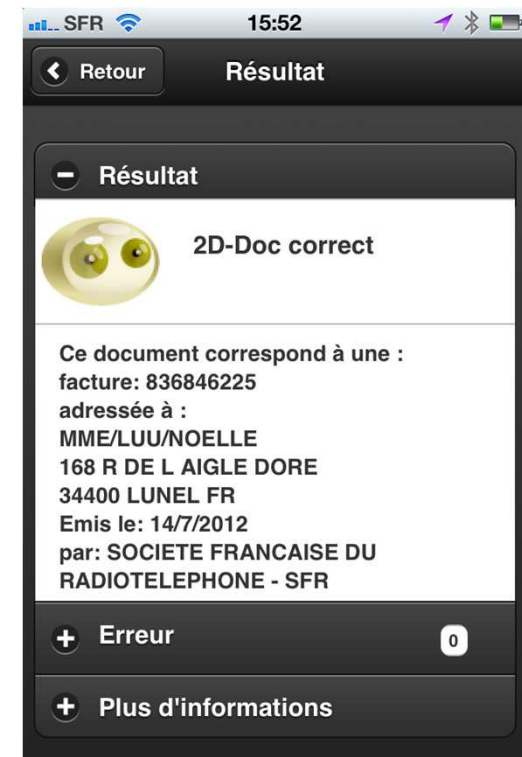 SFR 15:52
Retour Résultat
Résultat
2D-Doc correct
Ce document correspond à une :
facture: 836846225
adressée à :
MME/LUU/NOELLE
168 R DE L AIGLE DORE
34400 LUNEL FR
Emis le: 14/7/2012
par: SOCIETE FRANCAISE DU
RADIOTELEPHONE - SFR
Erreur 0
Plus d'informations